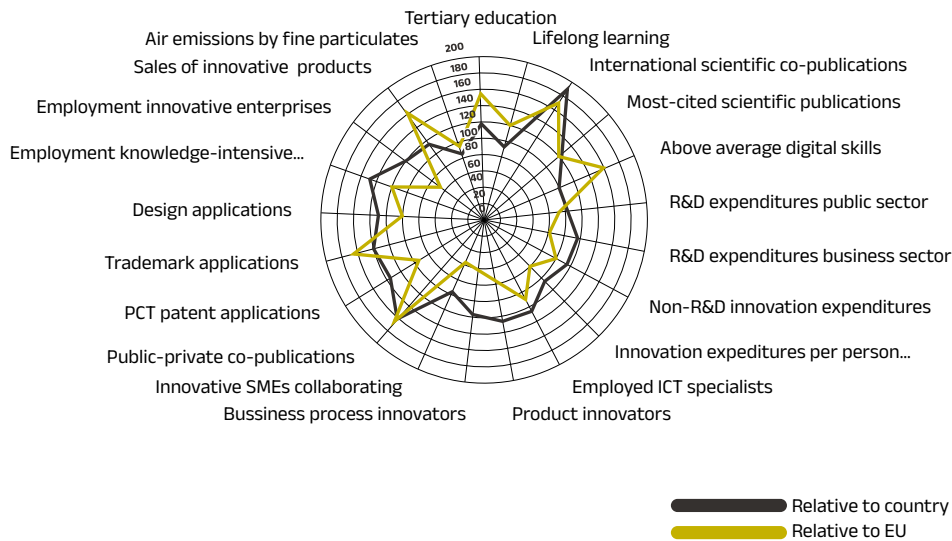 Tertiary education
Lifelong learning
International scientific co-publications
Most-cited scientific publications
Above average digital skills
R&D expenditures public sector
R&D expenditures business sector
Non-R&D innovation expenditures
Innovation expeditures per person...
Employed ICT specialists
Product innovators
Bussiness process innovators
Innovative SMEs collaborating
Public-private co-publications
PCT patent applications
Trademark applications
Design applications
Employment knowledge-intensive...
Employment innovative enterprises
Sales of innovative products
Air emissions by fine particulates
200
180
160
140
120
100
80
60
40
20
0
Relative to country
Relative to EU